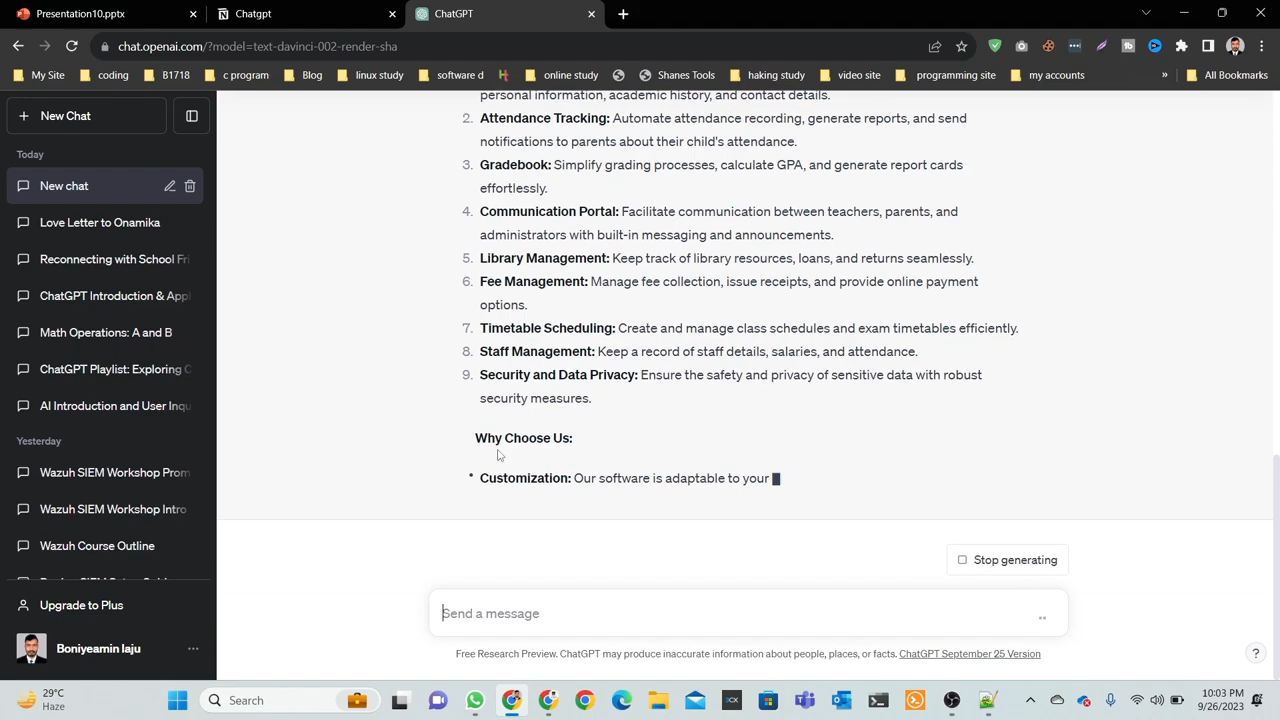 Presentation10.pptx
Chatgpt
ChatGPT
chat.openai.com/?model=text-davinci-002-render-sha
My Site
coding
B1718
c program
Blog
linux study
software d
online study
Shanes Tools
haking study
video site
programming site
my accounts
»
All Bookmarks
New Chat
Today
New chat
Love Letter to Onamika
Reconnecting with School Fri
ChatGPT Introduction & Appl
Math Operations: A and B
ChatGPT Playlist: Exploring C
AI Introduction and User Inqu
Yesterday
Wazuh SIEM Workshop Prom
Wazuh SIEM Workshop Intro
Wazuh Course Outline
Upgrade to Plus
Boniyeamin laju
personal information, academic history, and contact details.
2. Attendance Tracking: Automate attendance recording, generate reports, and send
notifications to parents about their child's attendance.
3. Gradebook: Simplify grading processes, calculate GPA, and generate report cards
effortlessly.
4. Communication Portal: Facilitate communication between teachers, parents, and
administrators with built-in messaging and announcements.
5. Library Management: Keep track of library resources, loans, and returns seamlessly.
6. Fee Management: Manage fee collection, issue receipts, and provide online payment
options.
7. Timetable Scheduling: Create and manage class schedules and exam timetables efficiently.
8. Staff Management: Keep a record of staff details, salaries, and attendance.
9. Security and Data Privacy: Ensure the safety and privacy of sensitive data with robust
security measures.
Why Choose Us:
• Customization: Our software is adaptable to your
Stop generating
Send a message
Free Research Preview. ChatGPT may produce inaccurate information about people, places, or facts. ChatGPT September 25 Version
?
29°C
Haze
Search
10:03 PM
9/26/2023